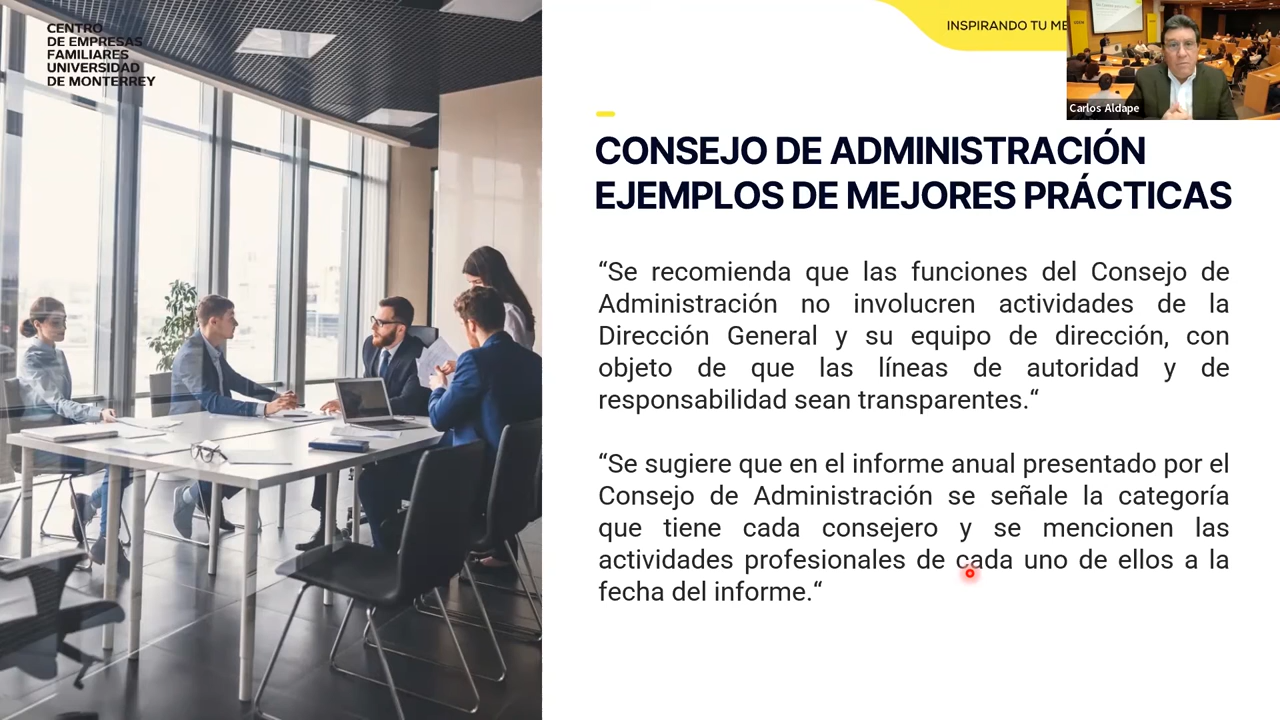 CENTRO
DE EMPRESAS
FAMILIARES
UNIVERSIDAD
DE MONTERREY
INSPIRANDO TU
Carlos Aldape
CONSEJO DE ADMINISTRACIÓN
EJEMPLOS DE MEJORES PRÁCTICAS
“Se recomienda que las funciones del Consejo de
Administración no involucren actividades de la
Dirección General y su equipo de dirección, con
objeto de que las líneas de autoridad y de
responsabilidad sean transparentes.“
“Se sugiere que en el informe anual presentado por el
Consejo de Administración se señale la categoría
que tiene cada consejero y se mencionen las
actividades profesionales de cada uno de ellos a la
fecha del informe.“